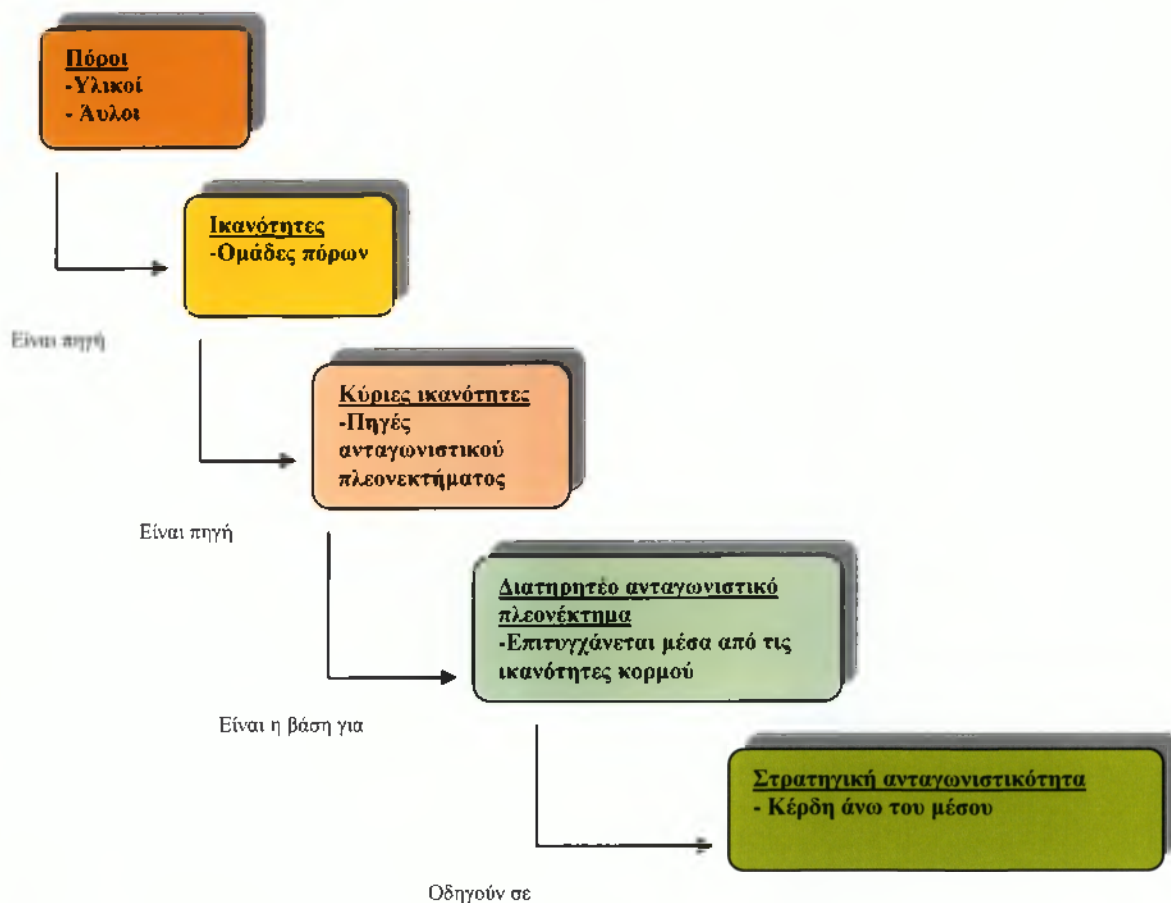 Πόροι
-Υλικοί
- Άυλοι
Ικανότητες
-Ομάδες πόρων
Είναι πηγή
Κύριες ικανότητες
-Πηγές
ανταγωνιστικού
πλεονεκτήματος
Είναι πηγή
Διατηρητέο ανταγωνιστικό
πλεονέκτημα
-Επιτυγχάνεται μέσα από τις
ικανότητες κορμού
Είναι η βάση για
Στρατηγική ανταγωνιστικότητα
- Κέρδη άνω του μέσου
Οδηγούν σε